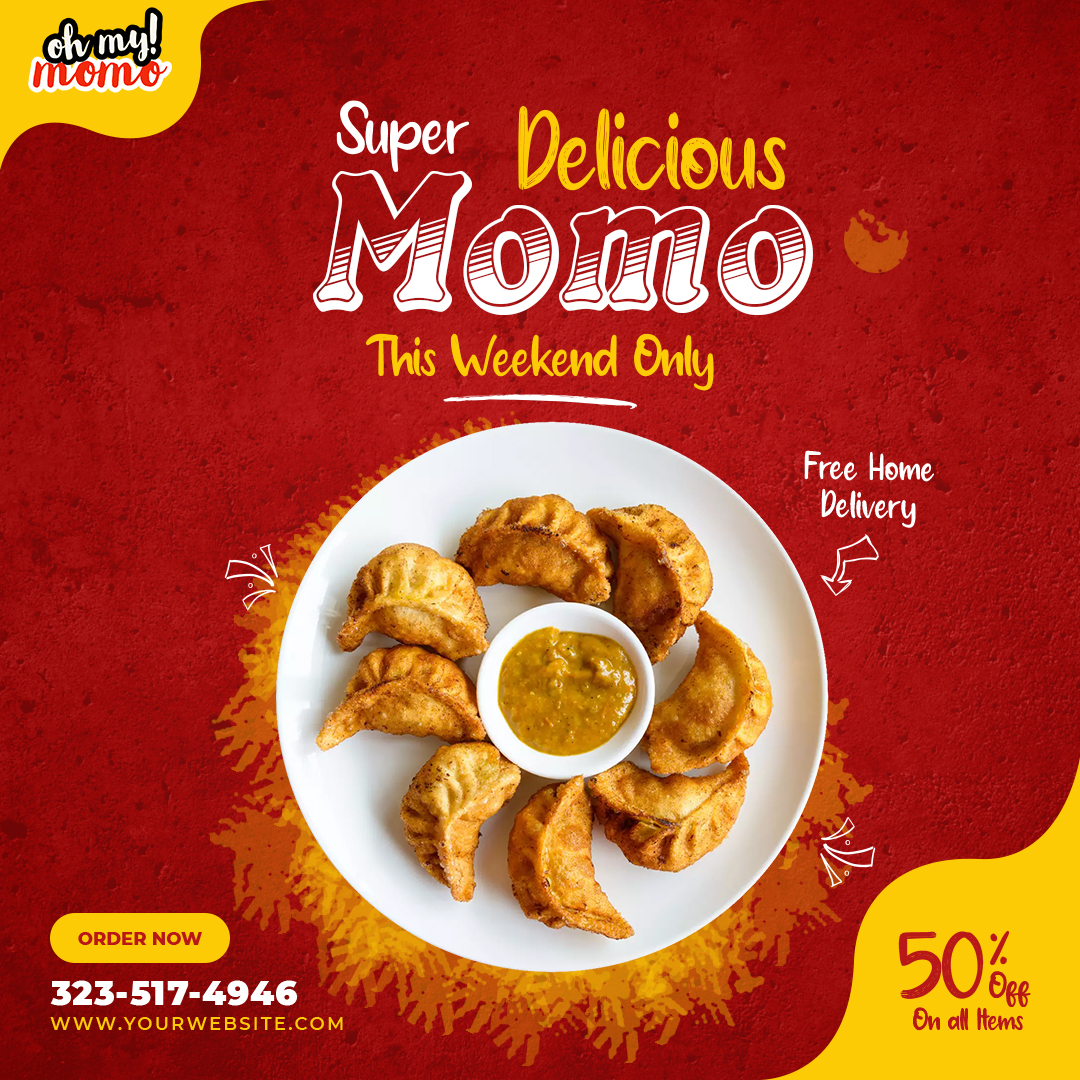 oh my!
momo
Super Delicious
Momo
This Weekend Only
Free Home
Delivery
ORDER NOW
323-517-4946
WWW.YOURWEBSITE.COM
50% Off
On all Items